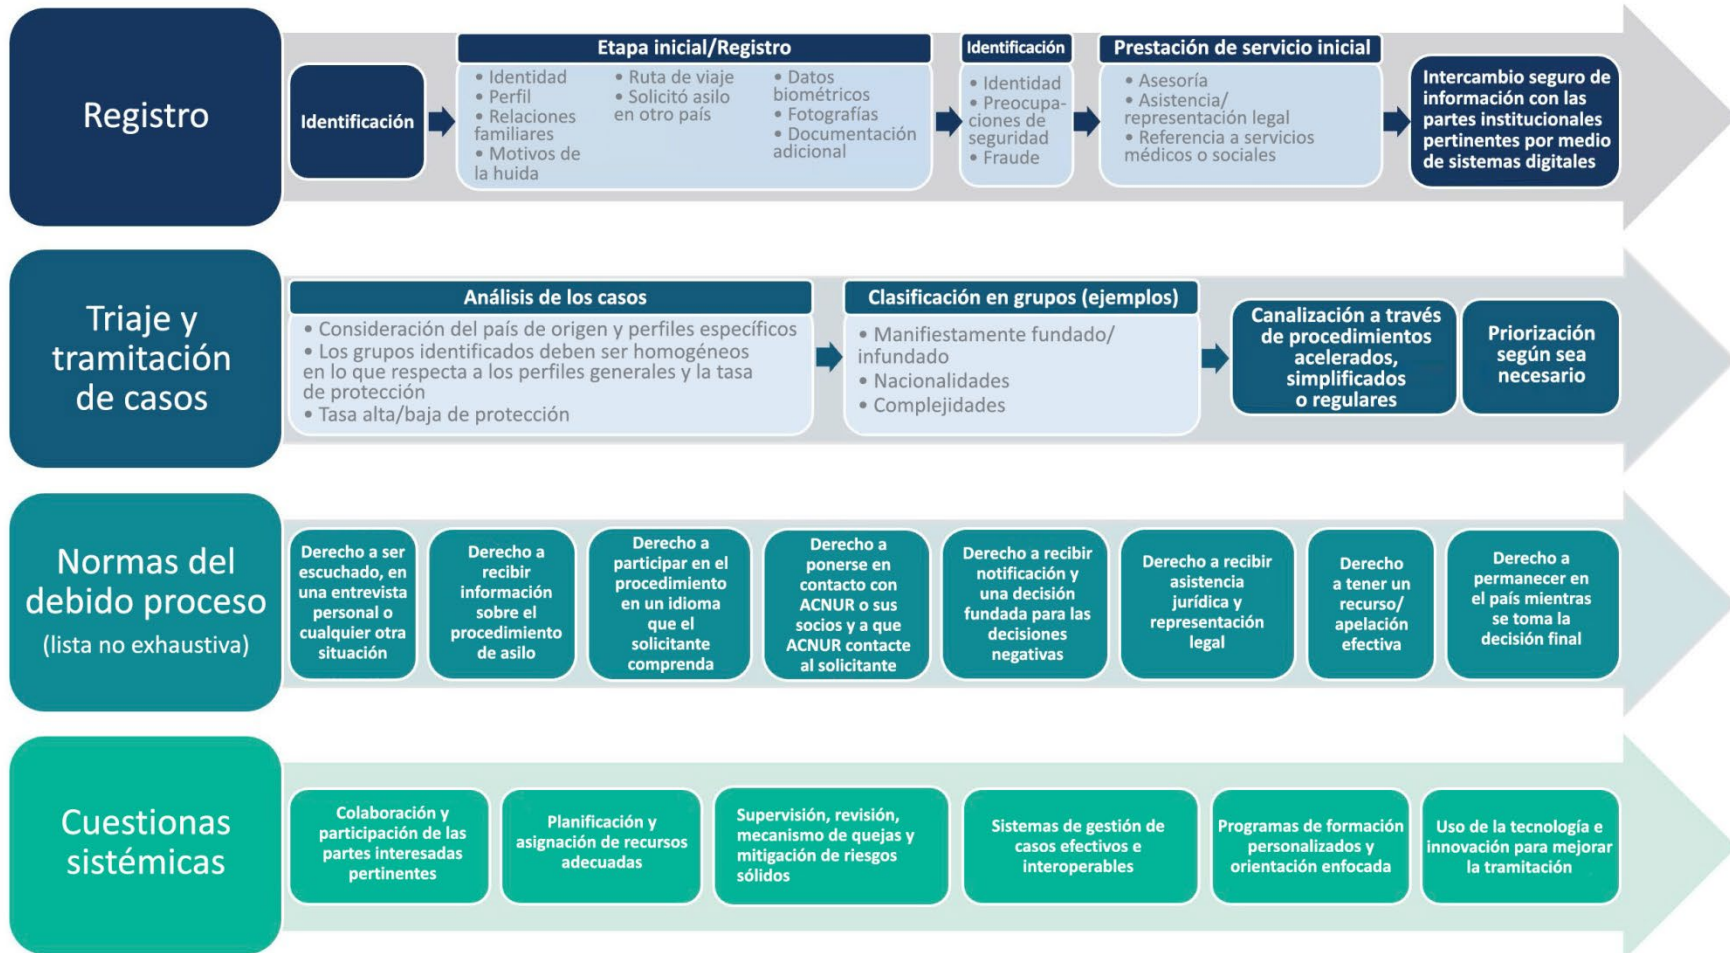 Registro
Identificación
Etapa inicial/Registro
• Identidad
• Perfil
• Relaciones
familiares
• Motivos de
la huida
• Ruta de viaje
• Solicitó asilo
en otro país
• Datos
biométricos
• Fotografías
• Documentación
adicional
Identificación
• Identidad
• Preocupa-
ciones de
seguridad
• Fraude
Prestación de servicio inicial
• Asesoría
• Asistencia/
representación legal
• Referencia a servicios
médicos o sociales
Intercambio seguro de
información con las
partes institucionales
pertinentes por medio
de sistemas digitales
Triaje y
tramitación
de casos
Análisis de los casos
• Consideración del país de origen y perfiles específicos
• Los grupos identificados deben ser homogéneos
en lo que respecta a los perfiles generales y la tasa
de protección
• Tasa alta/baja de protección
Clasificación en grupos (ejemplos)
• Manifiestamente fundado/
infundado
• Nacionalidades
• Complejidades
Canalización a través
de procedimientos
acelerados,
simplificados
o regulares
Priorización
según sea
necesario
Normas del
debido proceso
(lista no exhaustiva)
Derecho a ser
escuchado, en
una entrevista
personal o
cualquier otra
situación
Derecho a
recibir
información
sobre el
procedimiento
de asilo
Derecho a
participar en el
procedimiento
en un idioma
que el
solicitante
comprenda
Derecho a
ponerse en
contacto con
ACNUR o sus
socios y a que
ACNUR contacte
al solicitante
Derecho a recibir
notificación y
una decisión
fundada para las
decisiones
negativas
Derecho a recibir
asistencia
jurídica y
representación
legal
Derecho
a tener un
recurso/
apelación
efectiva
Derecho a
permanecer en
el país mientras
se toma la
decisión final
Cuestionas
sistémicas
Colaboración y
participación de las
partes interesadas
pertinentes
Planificación y
asignación de recursos
adecuadas
Supervisión, revisión,
mecanismo de quejas y
mitigación de riesgos
sólidos
Sistemas de gestión de
casos efectivos e
interoperables
Programas de formación
personalizados y
orientación enfocada
Uso de la tecnología e
innovación para mejorar
la tramitación